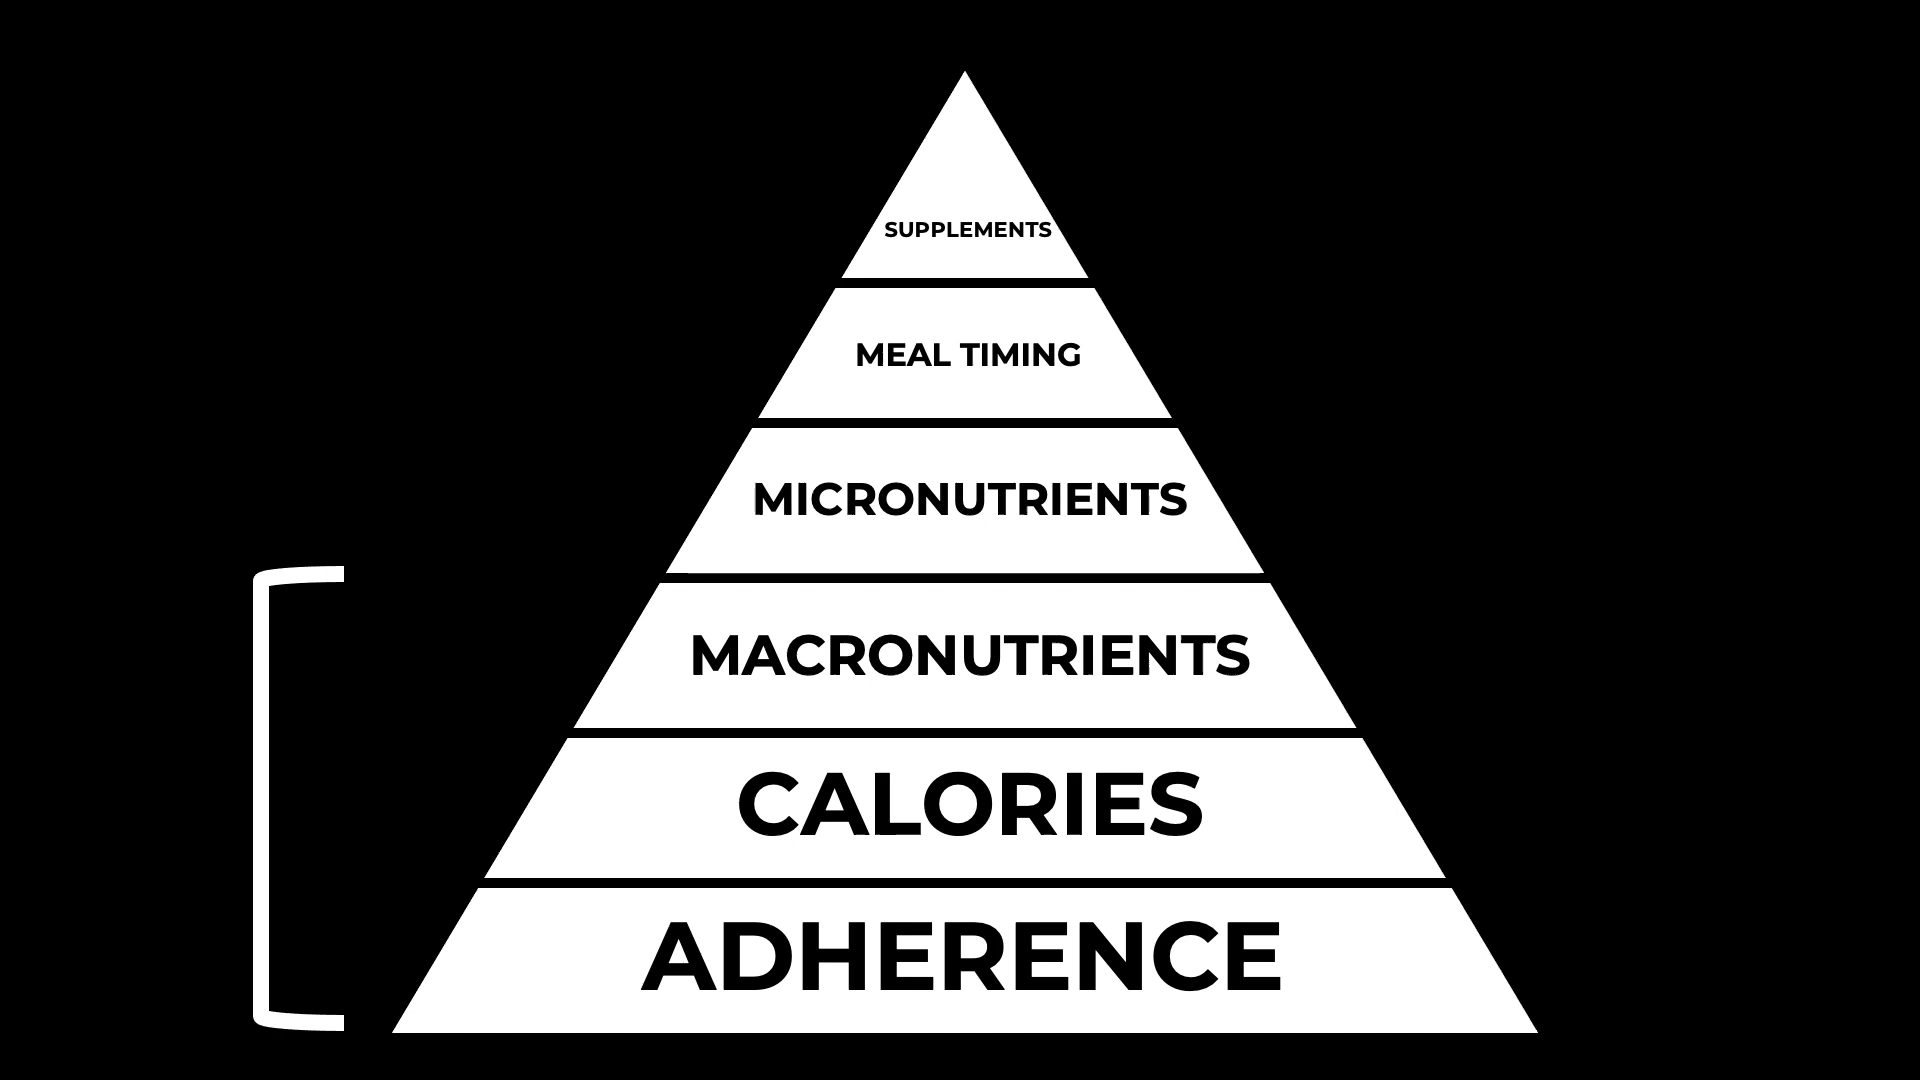 SUPPLEMENTS
MEAL TIMING
MICRONUTRIENTS
MACRONUTRIENTS
CALORIES
ADHERENCE